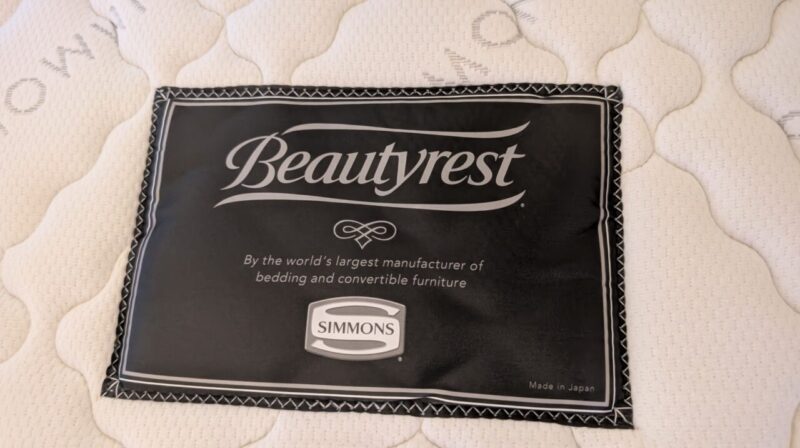 Beautyrest
By the world's largest manufacturer of
bedding and convertible furniture
SIMMONS
Made in Japan